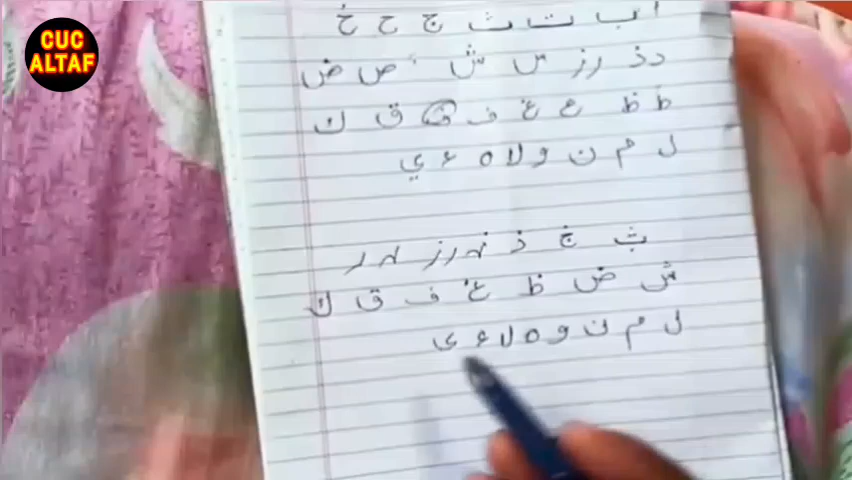 CUC
ALTAF
ا ب ت ث ج ح خ
د ذ ر ز س ش ص ض
ط ظ ع غ ف ق ك
ل م ن و لا ه ء ي
ث خ ذ ر ز
ش ض ظ غ ف ق ك
ل م ن و ه لا ء ى